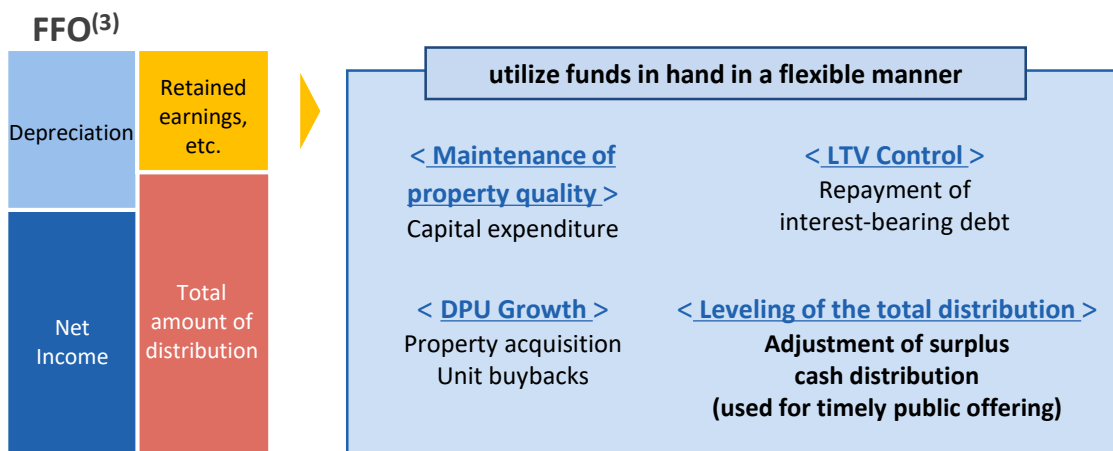 FFO(3)
Depreciation
Net
Income
Retained
earnings,
etc.
Total
amount of
distribution
utilize funds in hand in a flexible manner
< Maintenance of
property quality >
Capital expenditure
< LTV Control >
Repayment of
interest-bearing debt
< DPU Growth >
Property acquisition
Unit buybacks
< Leveling of the total distribution >
Adjustment of surplus
cash distribution
(used for timely public offering)